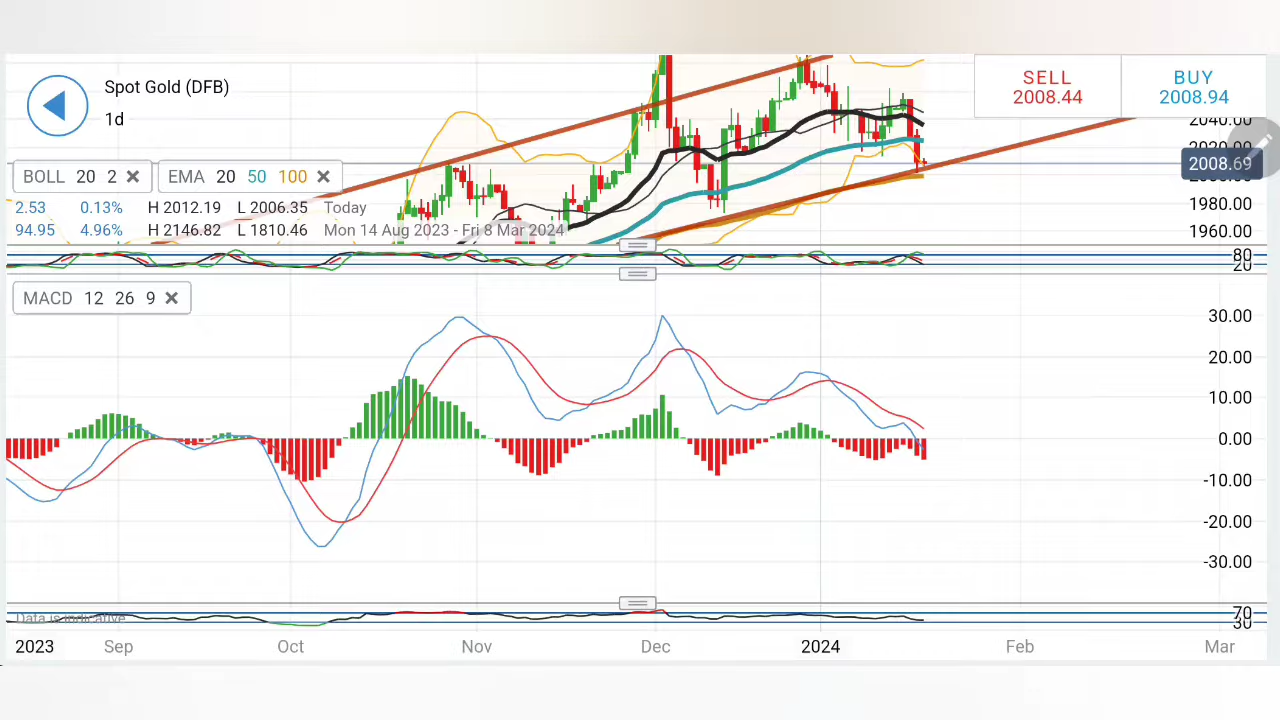 Spot Gold (DFB)
1d
SELL
2008.44
BUY
2008.94
2040.00
2008.69
BOLL 20 2
EMA 20 50 100
2.53 0.13% H 2012.19 L 2006.35 Today
1980.00
94.95 4.96% H 2146.82 L 1810.46 Mon 14 Aug 2023 - Fri 8 Mar 2024
1960.00
80
20
MACD 12 26 9
30.00
20.00
10.00
0.00
-10.00
-20.00
-30.00
Data is indicative
70
30
2023 Sep Oct Nov Dec 2024 Feb Mar